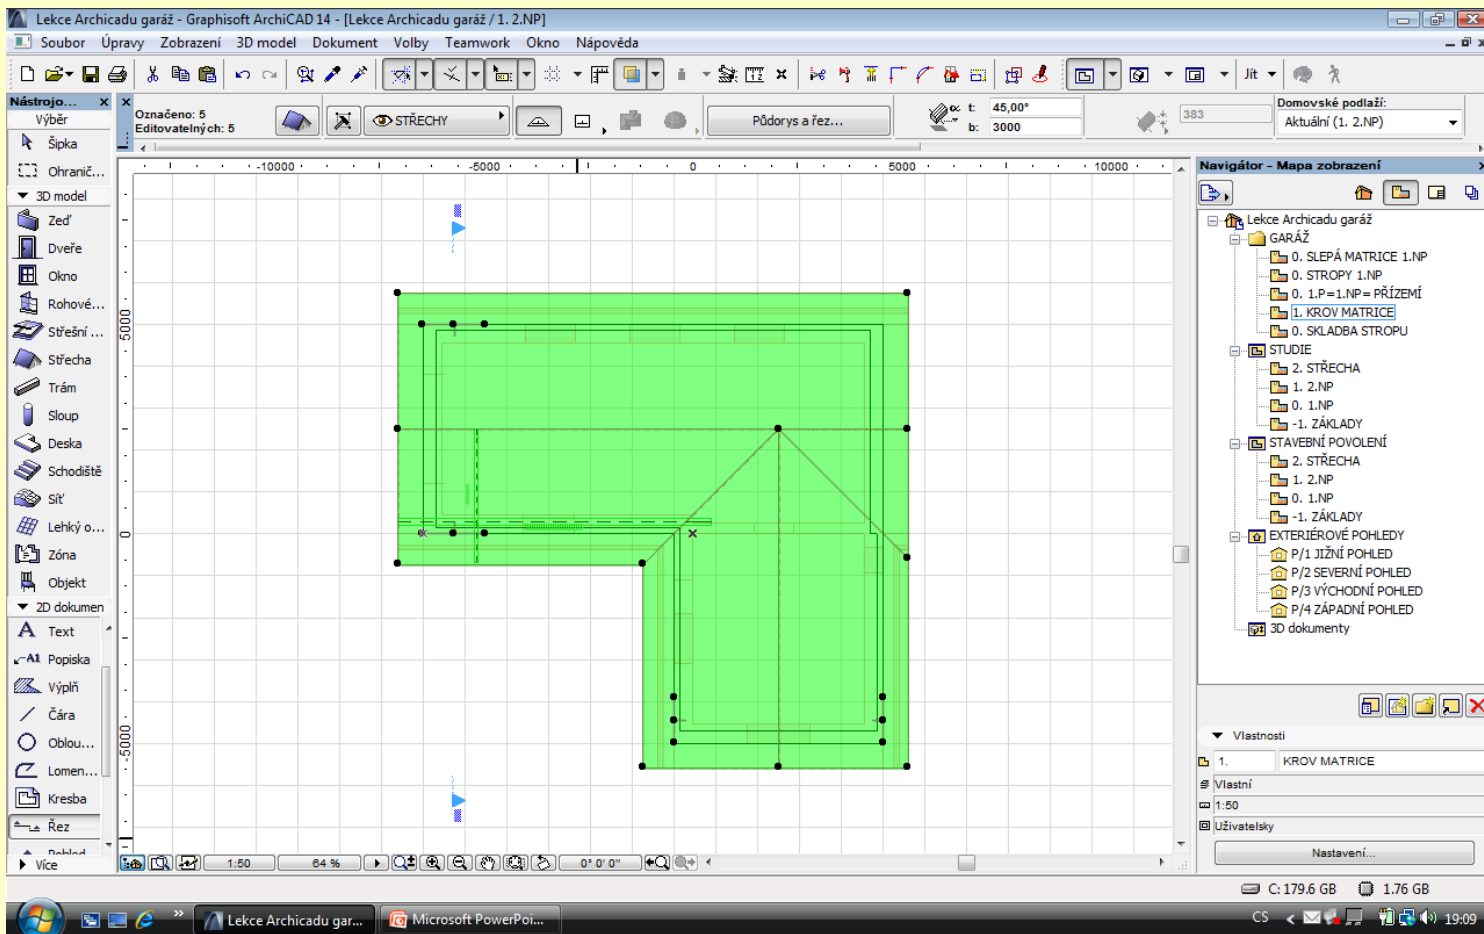 Lekce Archicadu garáž - Graphisoft ArchiCAD 14 - [Lekce Archicadu garáž / 1. 2.NP]
Soubor Úpravy Zobrazení 3D model Dokument Volby Teamwork Okno Nápověda
Jít
Nástrojo...
Výběr
Šipka
Ohranič...
3D model
Zeď
Dveře
Okno
Rohové...
Střešní ...
Střecha
Trám
Sloup
Deska
Schodiště
Síť
Lehký o...
Zóna
Objekt
2D dokumen
Text
A1 Popiska
Výplň
Čára
Oblou...
Lomen...
Kresba
Řez
Pohled
Více
Označeno: 5
Editovatelných: 5
STŘECHY
Půdorys a řez...
α t: 45,00°
b: 3000
383
Domovské podlaží:
Aktuální (1. 2.NP)
-10000 -5000 0 5000 10000
5000
0
-5000
1:50 64 % 0° 0' 0"
Navigátor - Mapa zobrazení
Lekce Archicadu garáž
GARÁŽ
0. SLEPÁ MATRICE 1.NP
0. STROPY 1.NP
0. 1.P=1.NP= PŘÍZEMÍ
1. KROV MATRICE
0. SKLADBA STROPU
STUDIE
2. STŘECHA
1. 2.NP
0. 1.NP
-1. ZÁKLADY
STAVEBNÍ POVOLENÍ
2. STŘECHA
1. 2.NP
0. 1.NP
-1. ZÁKLADY
EXTERIÉROVÉ POHLEDY
P/1 JIŽNÍ POHLED
P/2 SEVERNÍ POHLED
P/3 VÝCHODNÍ POHLED
P/4 ZÁPADNÍ POHLED
3D dokumenty
Vlastnosti
1. KROV MATRICE
Vlastní
1:50
Uživatelsky
Nastavení...
C: 179.6 GB 1.76 GB
Lekce Archicadu gar... Microsoft PowerPoi... CS 19:09